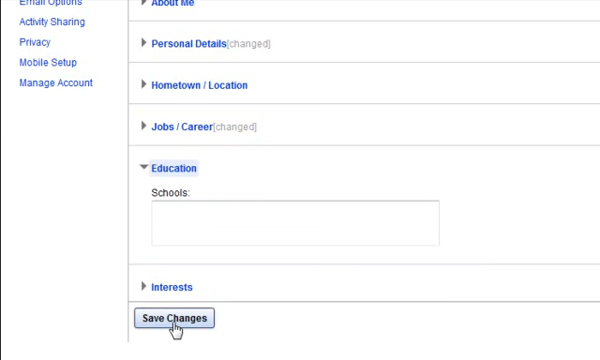 Email Options
Activity Sharing
Privacy
Mobile Setup
Manage Account
About Me
Personal Details[changed]
Hometown / Location
Jobs / Career[changed]
Education
Schools:
Interests
Save Changes